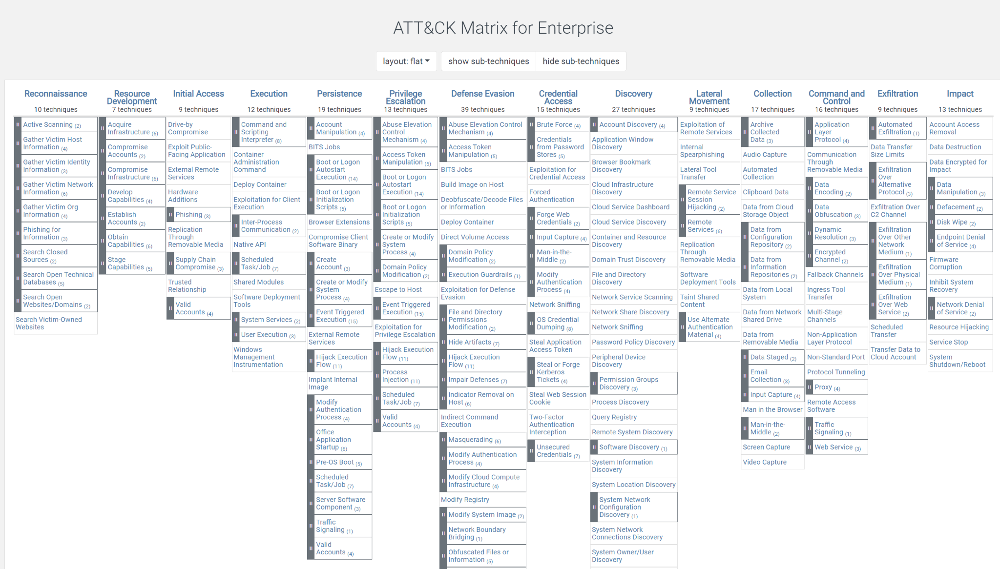 ATT&CK Matrix for Enterprise
layout: flat
show sub-techniques
hide sub-techniques
Reconnaissance
10 techniques
Active Scanning (2)
Gather Victim Host
Information (4)
Gather Victim Identity
Information (3)
Gather Victim Network
Information (6)
Gather Victim Org
Information (4)
Phishing for
Information (3)
Search Closed
Sources (2)
Search Open Technical
Databases (5)
Search Open
Websites/Domains (2)
Search Victim-Owned
Websites
Resource
Development
7 techniques
Acquire
Infrastructure (6)
Compromise
Accounts (2)
Compromise
Infrastructure (6)
Develop
Capabilities (4)
Establish
Accounts (2)
Obtain
Capabilities (6)
Stage
Capabilities (5)
Initial Access
9 techniques
Drive-by
Compromise
Exploit Public-
Facing Application
External Remote
Services
Hardware
Additions
Phishing (3)
Replication
Through
Removable Media
Supply Chain
Compromise (3)
Trusted
Relationship
Valid
Accounts (4)
Execution
12 techniques
Command and
Scripting
Interpreter (8)
Container
Administration
Command
Deploy Container
Exploitation for Client
Execution
Inter-Process
Communication (2)
Native API
Scheduled
Task/Job (7)
Shared Modules
Software Deployment
Tools
System Services (2)
User Execution (3)
Windows
Management
Instrumentation
Persistence
19 techniques
Account
Manipulation (4)
BITS Jobs
Boot or Logon
Autostart
Execution (14)
Boot or Logon
Initialization
Scripts (5)
Browser Extensions
Compromise Client
Software Binary
Create
Account (3)
Create or Modify
System
Process (4)
Event Triggered
Execution (15)
External Remote
Services
Hijack Execution
Flow (11)
Implant Internal
Image
Modify
Authentication
Process (4)
Office
Application
Startup (6)
Pre-OS Boot (5)
Scheduled
Task/Job (7)
Server Software
Component (3)
Traffic
Signaling (1)
Valid
Accounts (4)
Privilege
Escalation
13 techniques
Abuse Elevation
Control
Mechanism (4)
Access Token
Manipulation (5)
Boot or Logon
Autostart
Execution (14)
Boot or Logon
Initialization
Scripts (5)
Create or Modify
System
Process (4)
Domain Policy
Modification (2)
Escape to Host
Event Triggered
Execution (15)
Exploitation for
Privilege Escalation
Hijack Execution
Flow (11)
Process
Injection (11)
Scheduled
Task/Job (7)
Valid
Accounts (4)
Defense Evasion
39 techniques
Abuse Elevation Control
Mechanism (4)
Access Token
Manipulation (5)
BITS Jobs
Build Image on Host
Deobfuscate/Decode Files
or Information
Deploy Container
Direct Volume Access
Domain Policy
Modification (2)
Execution Guardrails (1)
Exploitation for Defense
Evasion
File and Directory
Permissions
Modification (2)
Hide Artifacts (7)
Hijack Execution
Flow (11)
Impair Defenses (7)
Indicator Removal on
Host (6)
Indirect Command
Execution
Masquerading (6)
Modify Authentication
Process (4)
Modify Cloud Compute
Infrastructure (4)
Modify Registry
Modify System Image (2)
Network Boundary
Bridging (1)
Obfuscated Files or
Information (5)
Credential
Access
15 techniques
Brute Force (4)
Credentials
from Password
Stores (5)
Exploitation for
Credential Access
Forced
Authentication
Forge Web
Credentials (2)
Input Capture (4)
Man-in-the-
Middle (2)
Modify
Authentication
Process (4)
Network Sniffing
OS Credential
Dumping (8)
Steal Application
Access Token
Steal or Forge
Kerberos
Tickets (4)
Steal Web Session
Cookie
Two-Factor
Authentication
Interception
Unsecured
Credentials (7)
Discovery
27 techniques
Account Discovery (4)
Application Window
Discovery
Browser Bookmark
Discovery
Cloud Infrastructure
Discovery
Cloud Service Dashboard
Cloud Service Discovery
Container and Resource
Discovery
Domain Trust Discovery
File and Directory
Discovery
Network Service Scanning
Network Share Discovery
Network Sniffing
Password Policy Discovery
Peripheral Device
Discovery
Permission Groups
Discovery (3)
Process Discovery
Query Registry
Remote System Discovery
Software Discovery (1)
System Information
Discovery
System Location Discovery
System Network
Configuration
Discovery (1)
System Network
Connections Discovery
System Owner/User
Discovery
Lateral
Movement
9 techniques
Exploitation of
Remote Services
Internal
Spearphishing
Lateral Tool
Transfer
Remote Service
Session
Hijacking (2)
Remote
Services (6)
Replication
Through
Removable Media
Software
Deployment Tools
Taint Shared
Content
Use Alternate
Authentication
Material (4)
Collection
17 techniques
Archive
Collected
Data (3)
Audio Capture
Automated
Collection
Clipboard Data
Data from Cloud
Storage Object
Data from
Configuration
Repository (2)
Data from
Information
Repositories (2)
Data from Local
System
Data from Network
Shared Drive
Data from
Removable Media
Data Staged (2)
Email
Collection (3)
Input Capture (4)
Man in the Browser
Man-in-the-
Middle (2)
Screen Capture
Video Capture
Command and
Control
16 techniques
Application
Layer
Protocol (4)
Communication
Through
Removable Media
Data
Encoding (2)
Data
Obfuscation (3)
Dynamic
Resolution (3)
Encrypted
Channel (2)
Fallback Channels
Ingress Tool
Transfer
Multi-Stage
Channels
Non-Application
Layer Protocol
Non-Standard Port
Protocol Tunneling
Proxy (4)
Remote Access
Software
Traffic
Signaling (1)
Web Service (3)
Exfiltration
9 techniques
Automated
Exfiltration (1)
Data Transfer
Size Limits
Exfiltration
Over
Alternative
Protocol (3)
Exfiltration Over
C2 Channel
Exfiltration
Over Other
Network
Medium (1)
Exfiltration
Over Physical
Medium (1)
Exfiltration
Over Web
Service (2)
Scheduled
Transfer
Transfer Data to
Cloud Account
Impact
13 techniques
Account Access
Removal
Data Destruction
Data Encrypted for
Impact
Data
Manipulation (3)
Defacement (2)
Disk Wipe (2)
Endpoint Denial
of Service (4)
Firmware
Corruption
Inhibit System
Recovery
Network Denial
of Service (2)
Resource Hijacking
Service Stop
System
Shutdown/Reboot